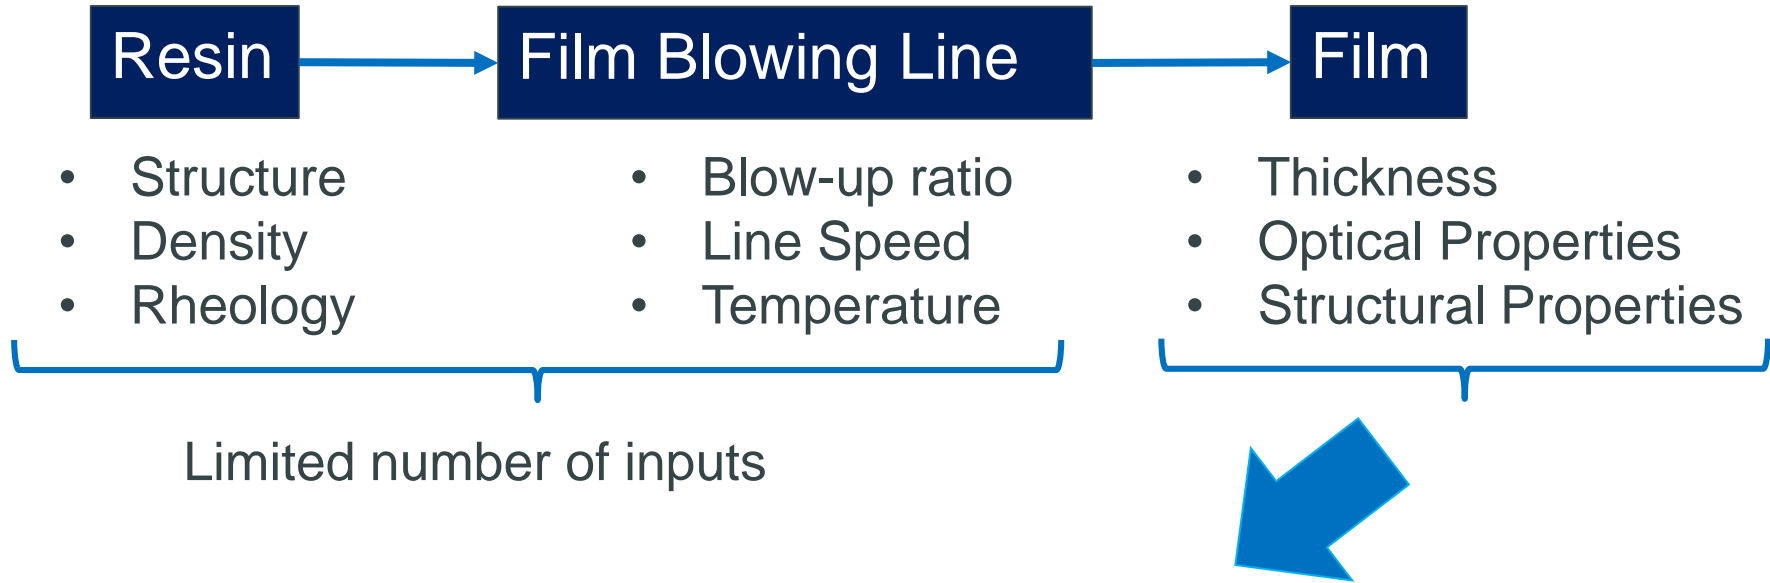 Resin
Film Blowing Line
Film
• Structure
• Density
• Rheology
• Blow-up ratio
• Line Speed
• Temperature
• Thickness
• Optical Properties
• Structural Properties
Limited number of inputs